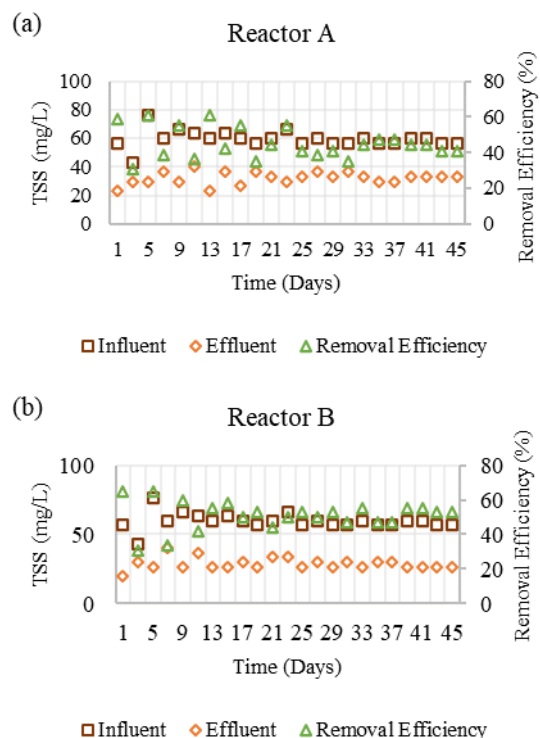 (a)
Reactor A
TSS (mg/L)
100
80
60
40
20
0
80
60
40
20
0
Removal Efficiency (%)
1 5 9 13 17 21 25 29 33 37 41 45
Time (Days)
Influent Effluent Removal Efficiency
(b)
Reactor B
TSS (mg/L)
100
50
0
80
60
40
20
0
Removal Efficiency (%)
1 5 9 13 17 21 25 29 33 37 41 45
Time (Days)
Influent Effluent Removal Efficiency